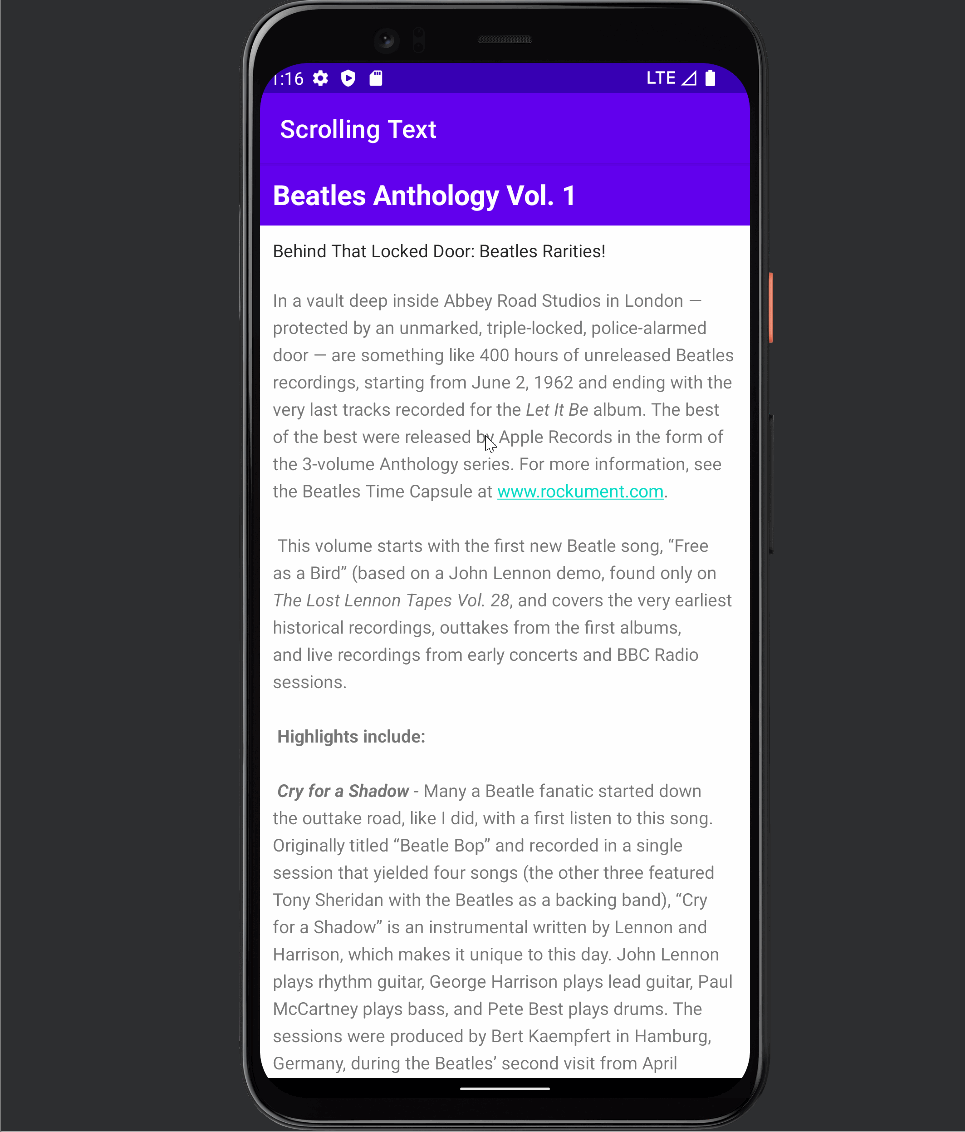 1:16 LTE
Scrolling Text
Beatles Anthology Vol. 1
Behind That Locked Door: Beatles Rarities!
In a vault deep inside Abbey Road Studios in London —
protected by an unmarked, triple-locked, police-alarmed
door — are something like 400 hours of unreleased Beatles
recordings, starting from June 2, 1962 and ending with the
very last tracks recorded for the Let It Be album. The best
of the best were released by Apple Records in the form of
the 3-volume Anthology series. For more information, see
the Beatles Time Capsule at www.rockument.com.
This volume starts with the first new Beatle song, “Free
as a Bird” (based on a John Lennon demo, found only on
The Lost Lennon Tapes Vol. 28, and covers the very earliest
historical recordings, outtakes from the first albums,
and live recordings from early concerts and BBC Radio
sessions.
Highlights include:
Cry for a Shadow - Many a Beatle fanatic started down
the outtake road, like I did, with a first listen to this song.
Originally titled “Beatle Bop” and recorded in a single
session that yielded four songs (the other three featured
Tony Sheridan with the Beatles as a backing band), “Cry
for a Shadow” is an instrumental written by Lennon and
Harrison, which makes it unique to this day. John Lennon
plays rhythm guitar, George Harrison plays lead guitar, Paul
McCartney plays bass, and Pete Best plays drums. The
sessions were produced by Bert Kaempfert in Hamburg,
Germany, during the Beatles’ second visit from April